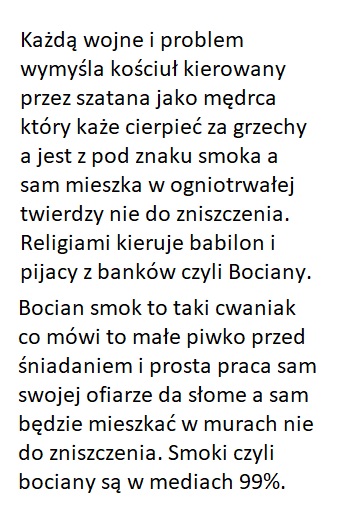 Każdą wojne i problem
wymyśla kościuł kierowany
przez szatana jako mędrca
który każe cierpieć za grzechy
a jest z pod znaku smoka a
sam mieszka w ogniotrwałej
twierdzy nie do zniszczenia.
Religiami kieruje babilon i
pijacy z banków czyli Bociany.
Bocian smok to taki cwaniak
co mówi to małe piwko przed
śniadaniem i prosta praca sam
swojej ofiarze da słome a sam
będzie mieszkać w murach nie
do zniszczenia. Smoki czyli
bociany są w mediach 99%.